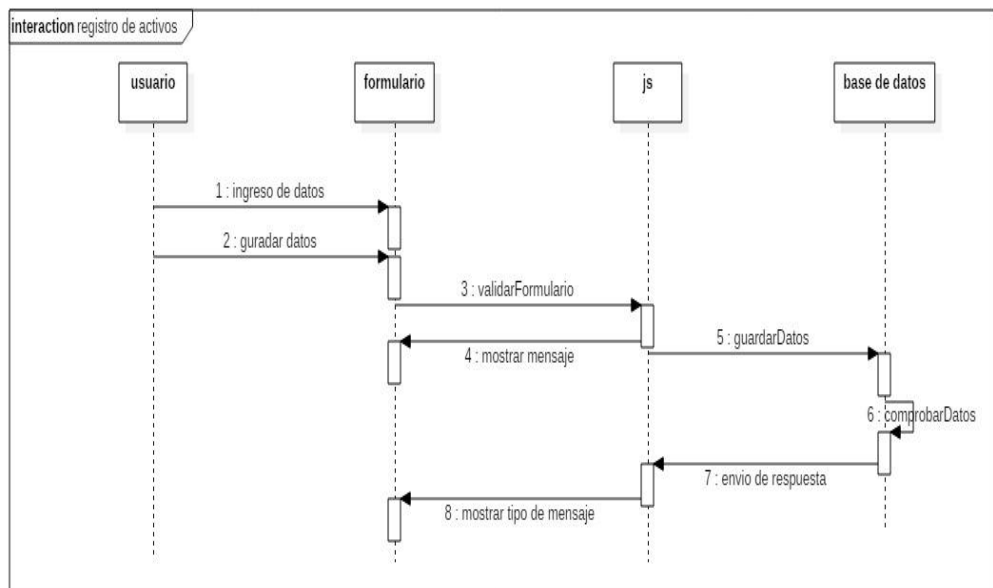 interaction registro de activos
usuario
formulario
js
base de datos
1 : ingreso de datos
2 : guradar datos
3 : validarFormulario
4 : mostrar mensaje
5 : guardarDatos
6 : comprobarDatos
7 : envio de respuesta
8 : mostrar tipo de mensaje